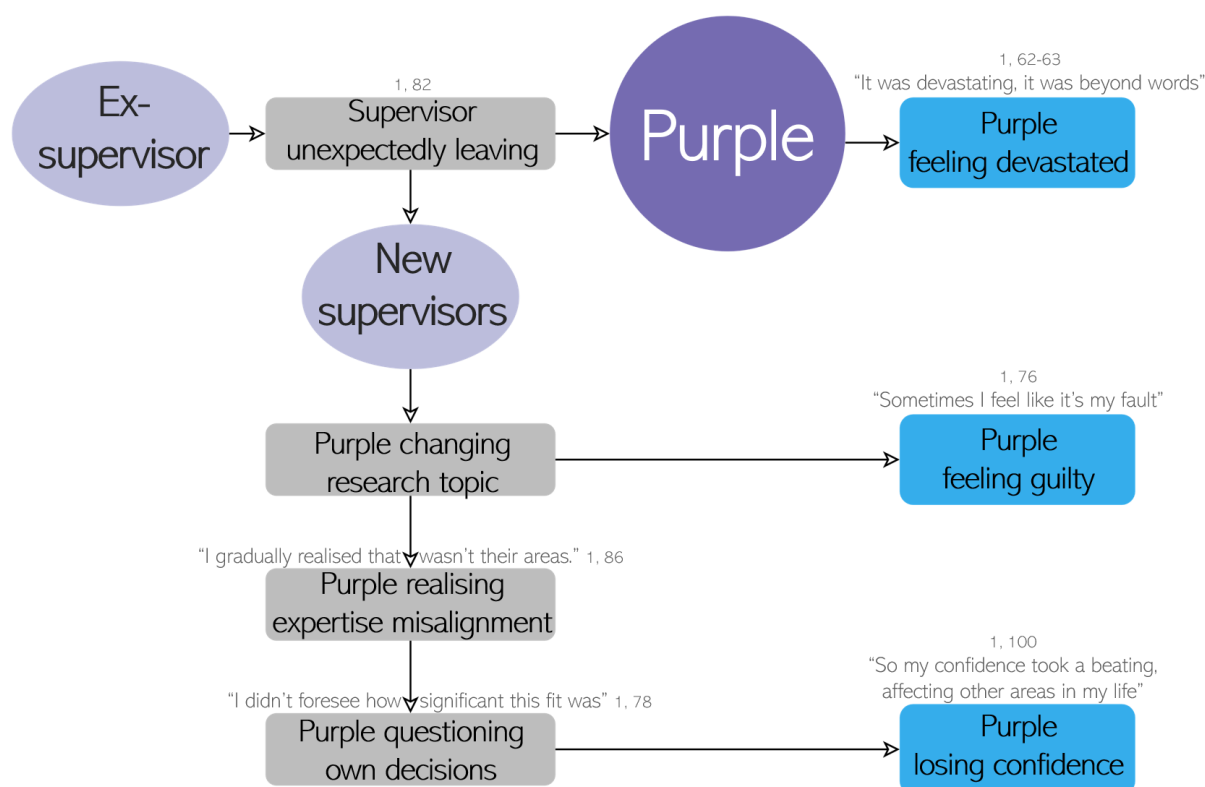 Ex-
supervisor
1, 82
Supervisor
unexpectedly leaving
Purple
1, 62-63
“It was devastating, it was beyond words”
Purple
feeling devastated
New
supervisors
Purple changing
research topic
1, 76
“Sometimes I feel like it’s my fault”
Purple
feeling guilty
“I gradually realised that wasn’t their areas.” 1, 86
Purple realising
expertise misalignment
“I didn’t foresee how significant this fit was” 1, 78
Purple questioning
own decisions
1, 100
“So my confidence took a beating,
affecting other areas in my life”
Purple
losing confidence